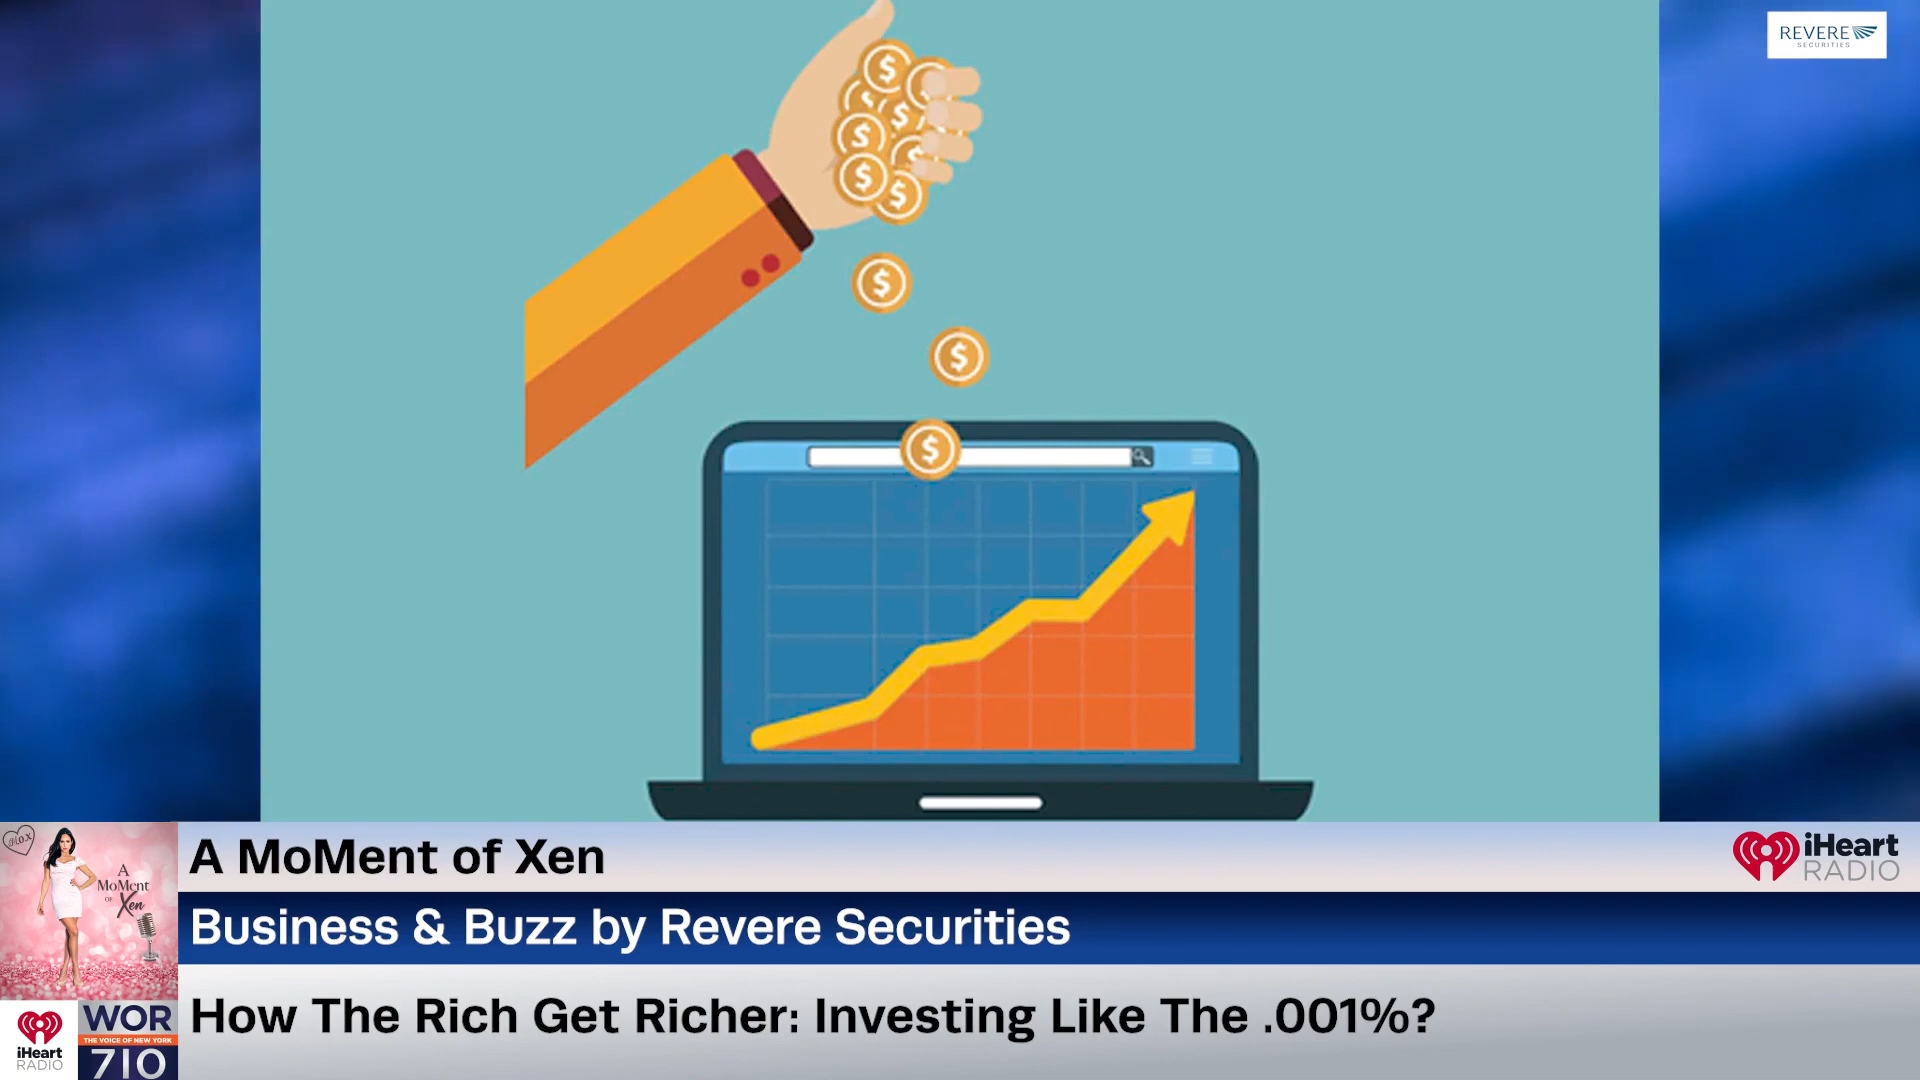 REVERE
SECURITIES
$ $ $ $ $ $
$
$
$
A MoMent of Xen
iHeart
RADIO
Business & Buzz by Revere Securities
How The Rich Get Richer: Investing Like The .001%?
M.O.X
A
MoMent
OF Xen
iHeart
RADIO
WOR
THE VOICE OF NEW YORK
710